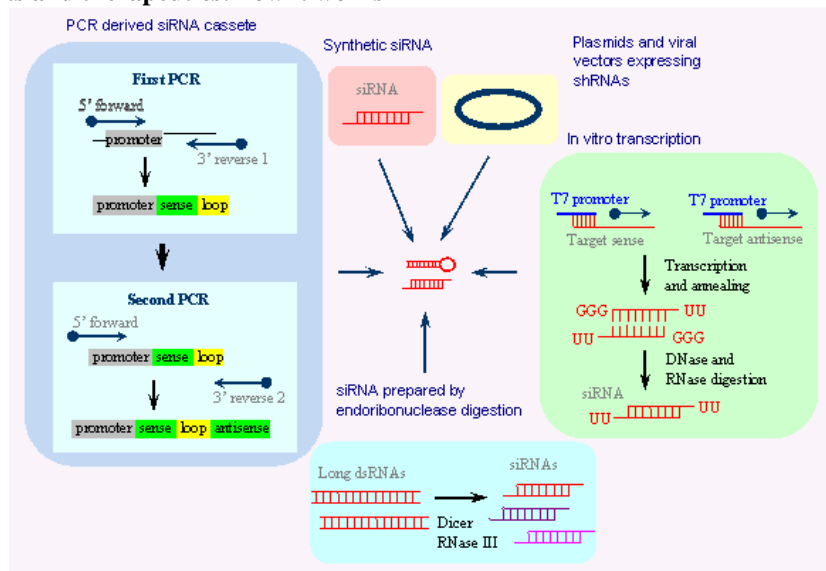 PCR derived siRNA cassete
First PCR
5' forward
promoter
3' reverse 1
promoter sense loop
Second PCR
5' forward
promoter sense loop
3' reverse 2
promoter sense loop antisense
Synthetic siRNA
siRNA
Plasmids and viral
vectors expressing
shRNAs
In vitro transcription
T7 promoter
T7 promoter
Target sense
Target antisense
Transcription
and annealing
GGG UU
UU GGG
DNase and
RNase digestion
siRNA
UU UU
siRNA prepared by
endoribonuclease digestion
Long dsRNAs
siRNAs
Dicer
RNase III